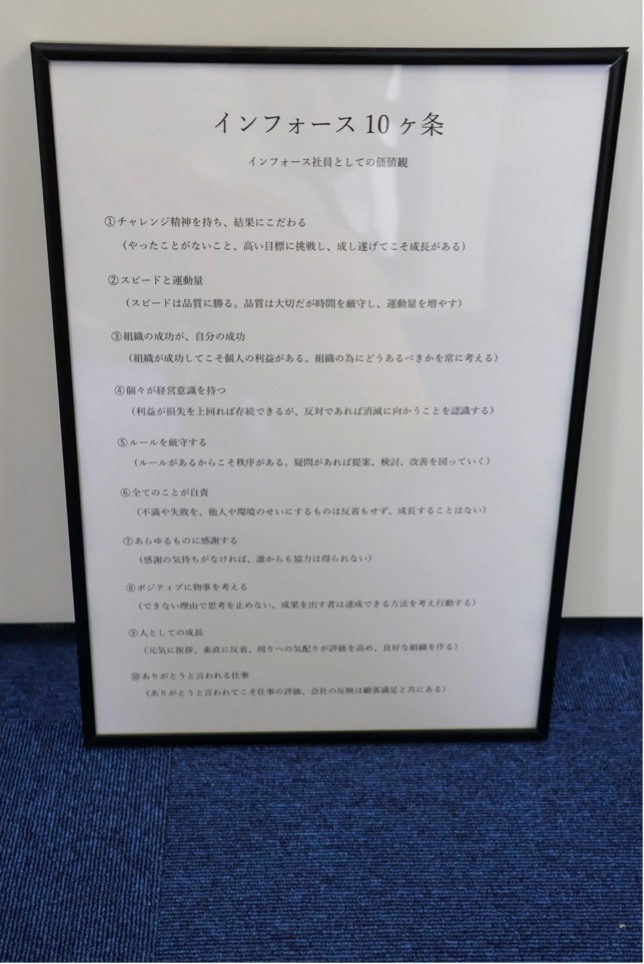 インフォース10ヶ条
インフォース社員としての価値観
①チャレンジ精神を持ち、結果にこだわる
（やったことがないこと、高い目標に挑戦し、成し遂げてこそ成長がある）
②スピードと運動量
（スピードは品質に勝る。品質は大切だが時間を厳守し、運動量を増やす）
③組織の成功が、自分の成功
（組織が成功してこそ個人の利益がある。組織の為にどうあるべきかを常に考える）
④個々が経営意識を持つ
（利益が損失を上回れば存続できるが、反対であれば消滅に向かうことを認識する）
⑤ルールを厳守する
（ルールがあるからこそ秩序がある。疑問があれば提案、検討、改善を図っていく）
⑥全てのことが自責
（不満や失敗を、他人や環境のせいにするものは反省もせず、成長することはない）
⑦あらゆるものに感謝する
（感謝の気持ちがなければ、誰からも協力は得られない）
⑧ポジティブに物事を考える
（できない理由で思考を止めない。成果を出す者は達成できる方法を考え行動する）
⑨人としての成長
（元気に挨拶、素直に反省、周りへの気配りが評価を高め、良好な組織を作る）
⑩ありがとうと言われる仕事
（ありがとうと言われてこそ仕事の評価、会社の反映は顧客満足と共にある）